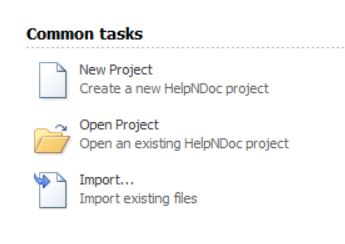 Common tasks
New Project
Create a new HelpNDoc project
Open Project
Open an existing HelpNDoc project
Import...
Import existing files